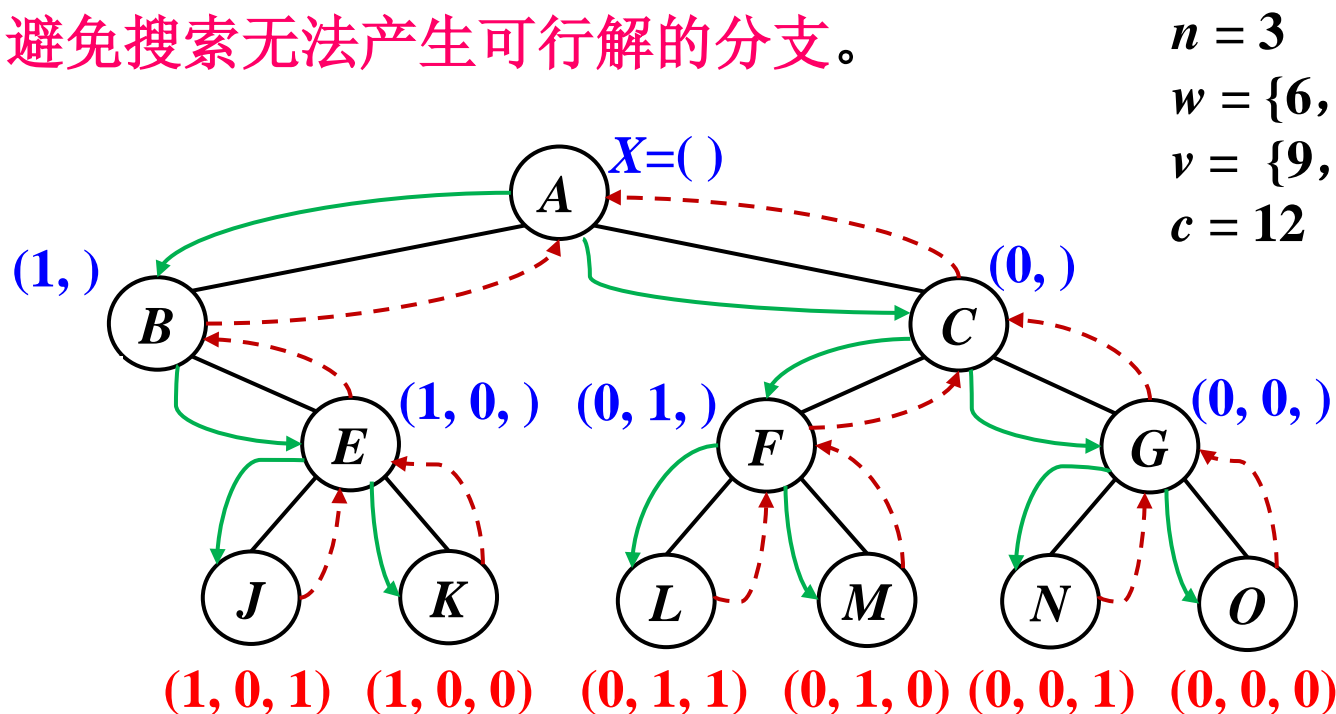 避免搜索无法产生可行解的分支。
n = 3
w = {6,
v = {9,
c = 12
X=( )
A
(1, )
(0, )
B
C
(1, 0, )
(0, 1, )
(0, 0, )
E
F
G
J
K
L
M
N
O
(1, 0, 1)
(1, 0, 0)
(0, 1, 1)
(0, 1, 0)
(0, 0, 1)
(0, 0, 0)